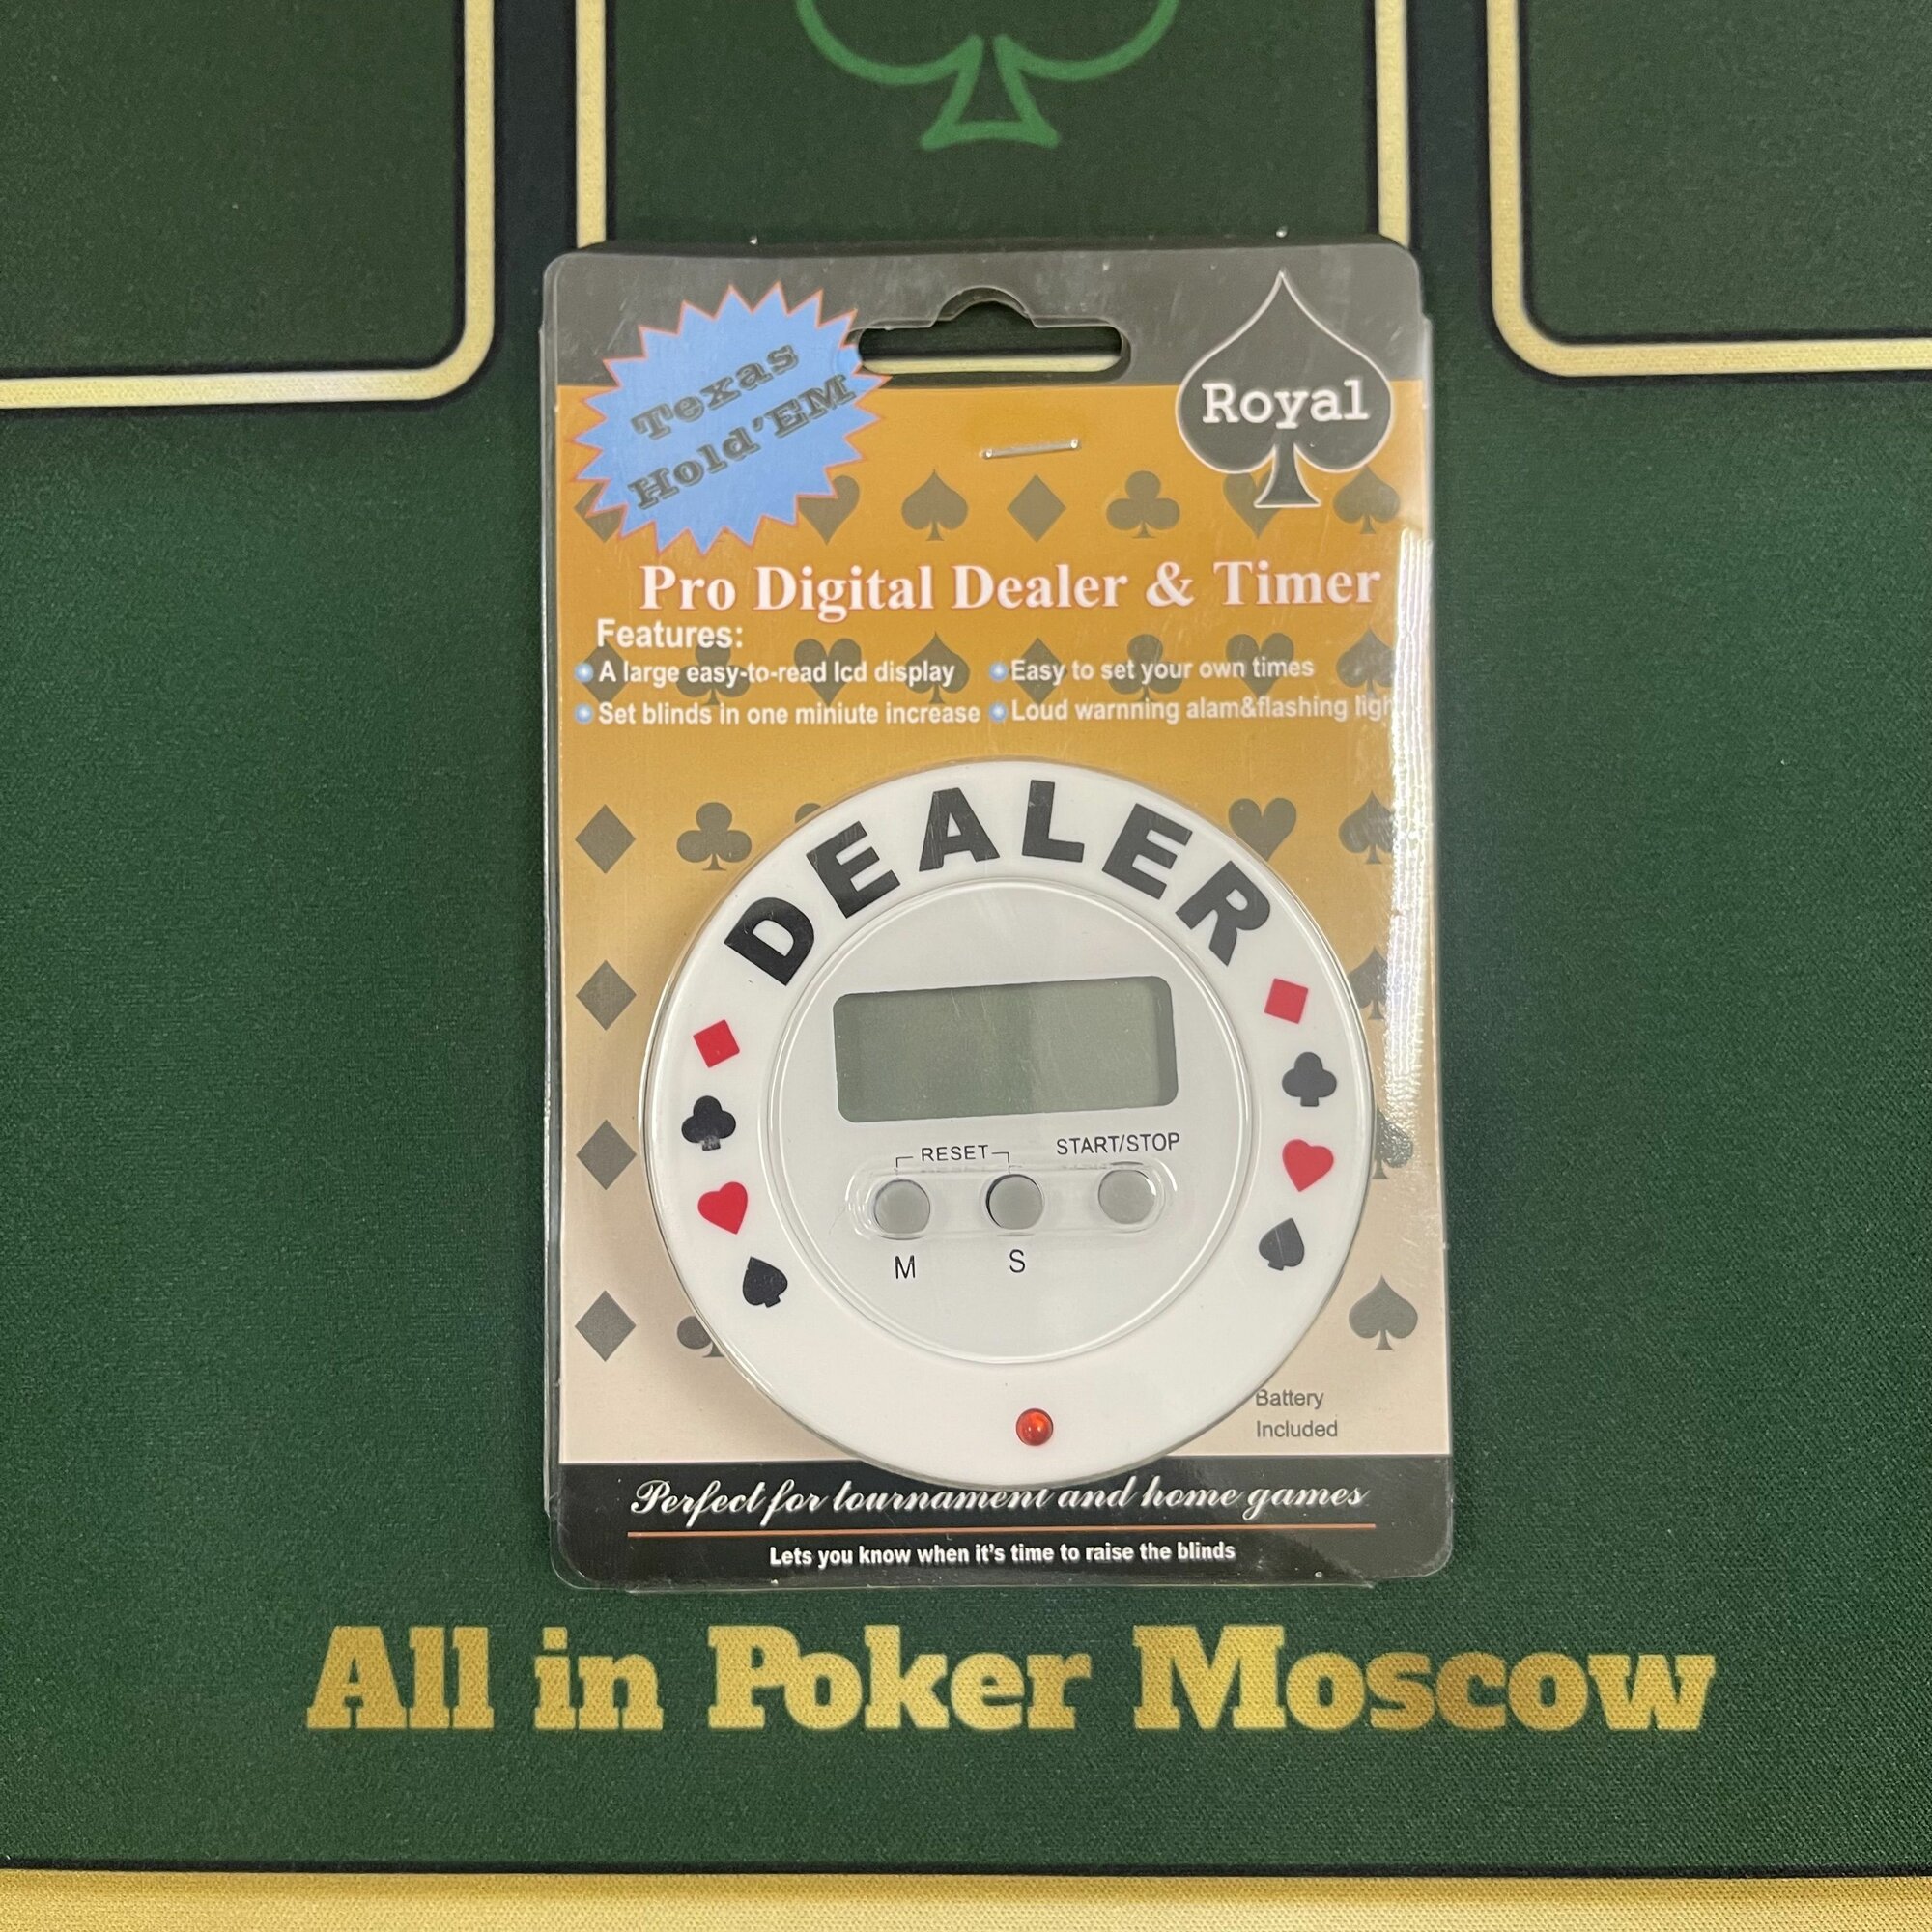 Texas
Hold'EM
Royal
Pro Digital Dealer & Timer
Features:
A large easy-to-read lcd display
Easy to set your own times
Set blinds in one miniute increase
Loud warnning alam&flashing ligh
DEALER
RESET
START/STOP
M
S
Battery
Included
Perfect for tournament and home games
Lets you know when it's time to raise the blinds
All in Poker Moscow